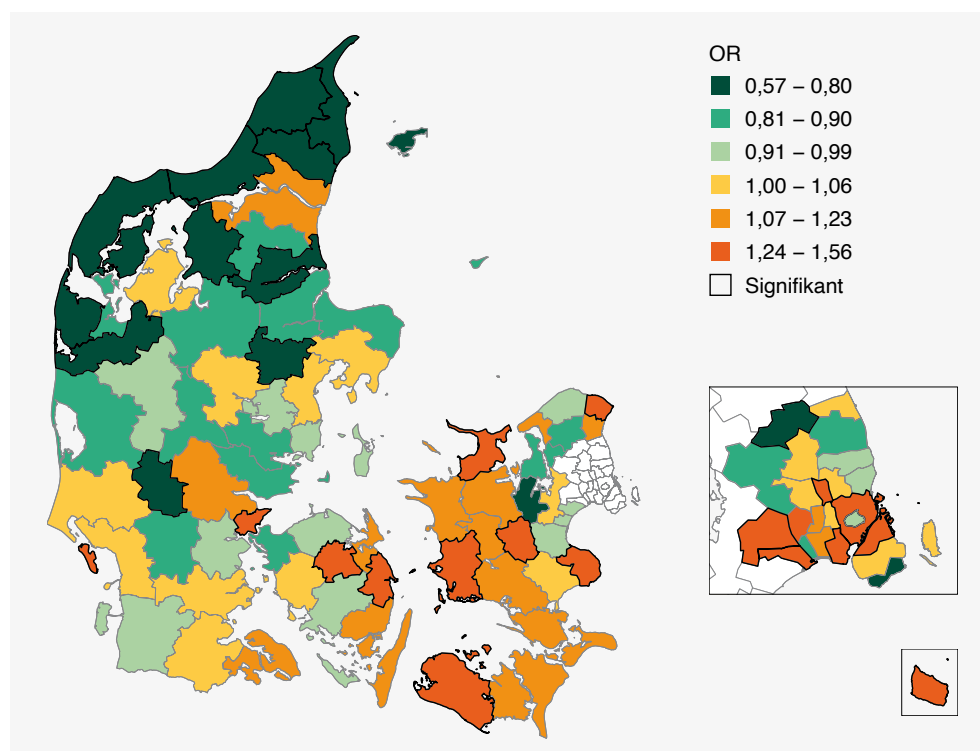 OR
0,57 – 0,80
0,81 – 0,90
0,91 – 0,99
1,00 – 1,06
1,07 – 1,23
1,24 – 1,56
Signifikant